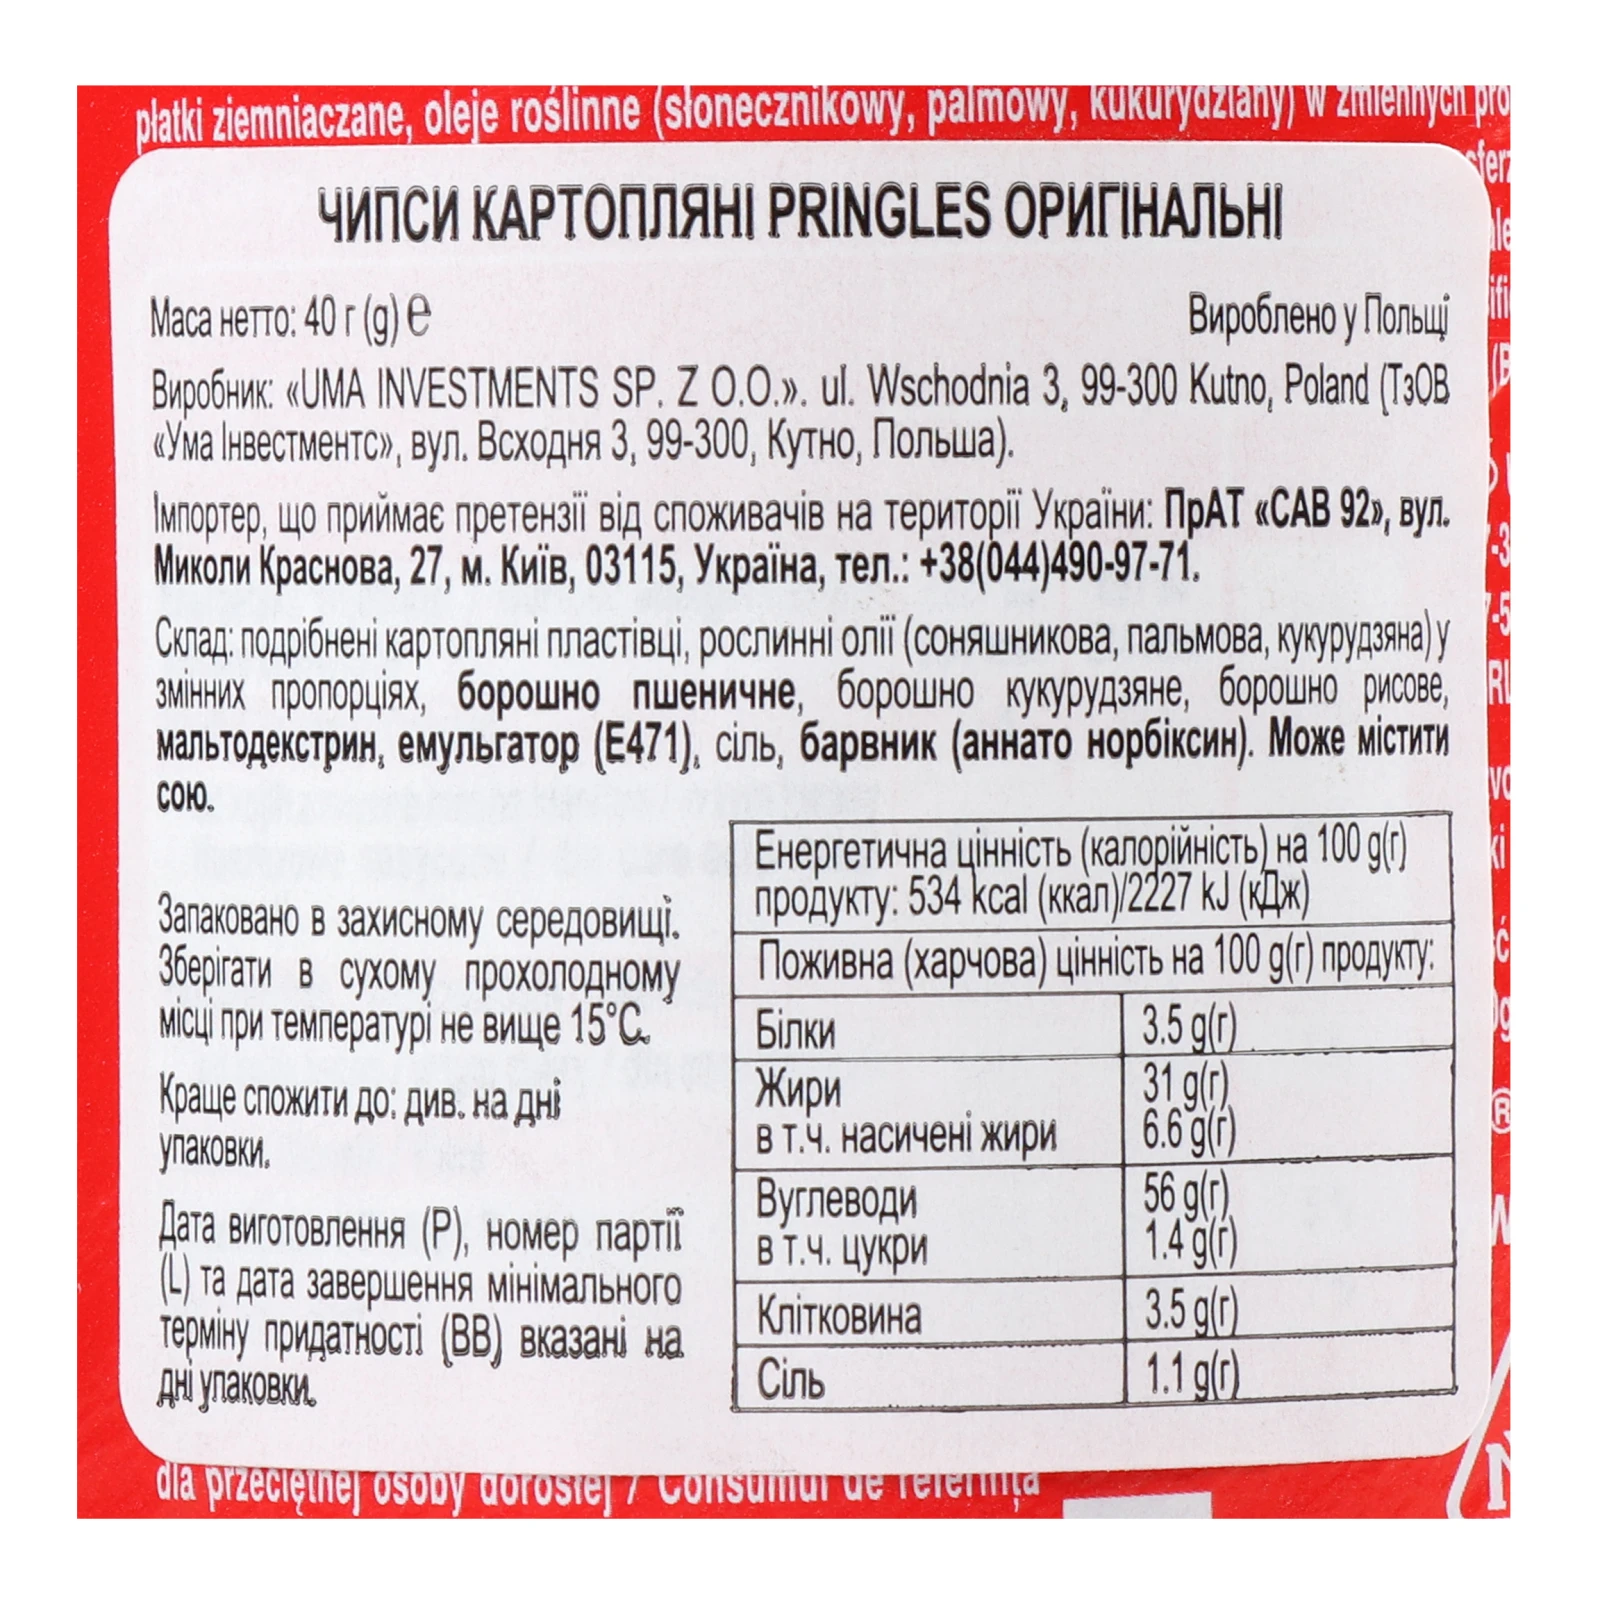 płatki ziemniaczane, oleje roślinne (słonecznikowy, palmowy, kukurydziany) w zmiennych pro
ЧИПСИ КАРТОПЛЯНІ PRINGLES ОРИГІНАЛЬНІ
Маса нетто: 40 г (g) ℮
Вироблено у Польщі
Виробник: «UMA INVESTMENTS SP. Z O.O.». ul. Wschodnia 3, 99-300 Kutno, Poland (ТзОВ
«Ума Інвестментс», вул. Всходня 3, 99-300, Кутно, Польша).
Імпортер, що приймає претензії від споживачів на території України: ПрАТ «САВ 92», вул.
Миколи Краснова, 27, м. Київ, 03115, Україна, тел.: +38(044)490-97-71.
Склад: подрібнені картопляні пластівці, рослинні олії (соняшникова, пальмова, кукурудзяна) у
змінних пропорціях, борошно пшеничне, борошно кукурудзяне, борошно рисове,
мальтодекстрин, емульгатор (Е471), сіль, барвник (аннато норбіксин). Може містити
сою.
Запаковано в захисному середовищі.
Зберігати в сухому прохолодному
місці при температурі не вище 15°С.
Краще спожити до: див. на дні
упаковки.
Дата виготовлення (P), номер партії
(L) та дата завершення мінімального
терміну придатності (BB) вказані на
дні упаковки.
Енергетична цінність (калорійність) на 100 g(г)
продукту: 534 kcal (ккал)/2227 kJ (кДж)
Поживна (харчова) цінність на 100 g(г) продукту:
Білки 3.5 g(г)
Жири 31 g(г)
в т.ч. насичені жири 6.6 g(г)
Вуглеводи 56 g(г)
в т.ч. цукри 1.4 g(г)
Клітковина 3.5 g(г)
Сіль 1.1 g(г)
dla przeciętnej osoby dorosłej / Consumul de referință